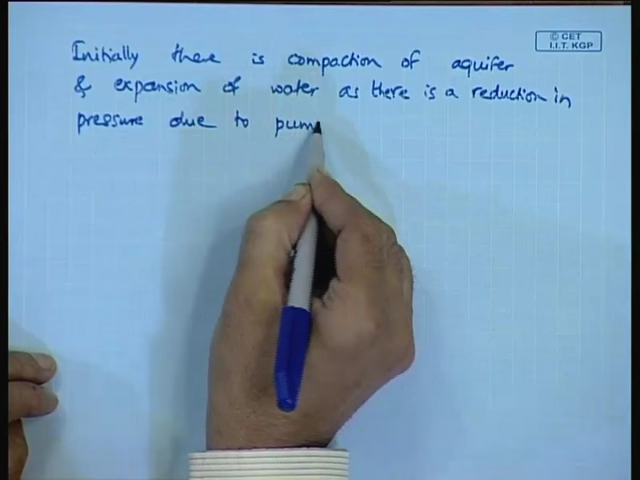 Initially there is compaction of aquifer
& expansion of water as there is a reduction in
pressure due to pum
© CET
I.I.T. KGP